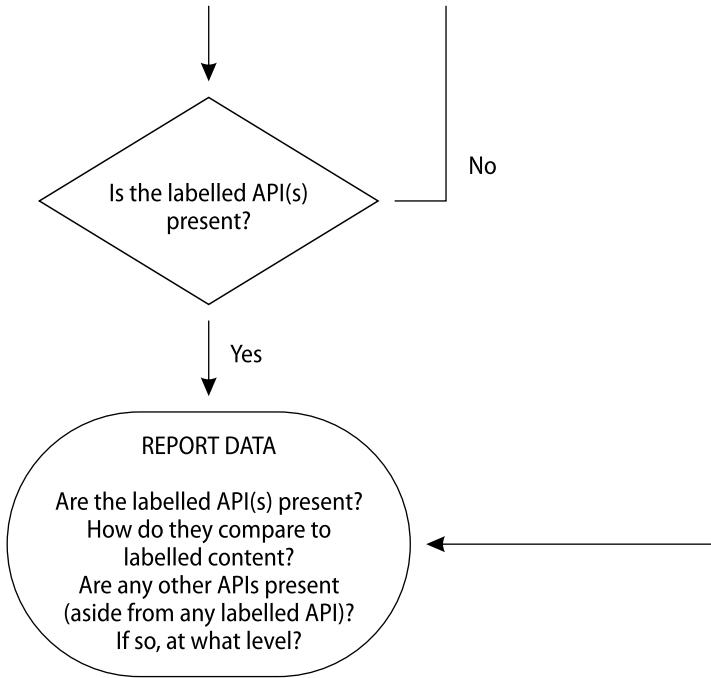 Is the labelled API(s)
present?
No
Yes
REPORT DATA
Are the labelled API(s) present?
How do they compare to
labelled content?
Are any other APIs present
(aside from any labelled API)?
If so, at what level?